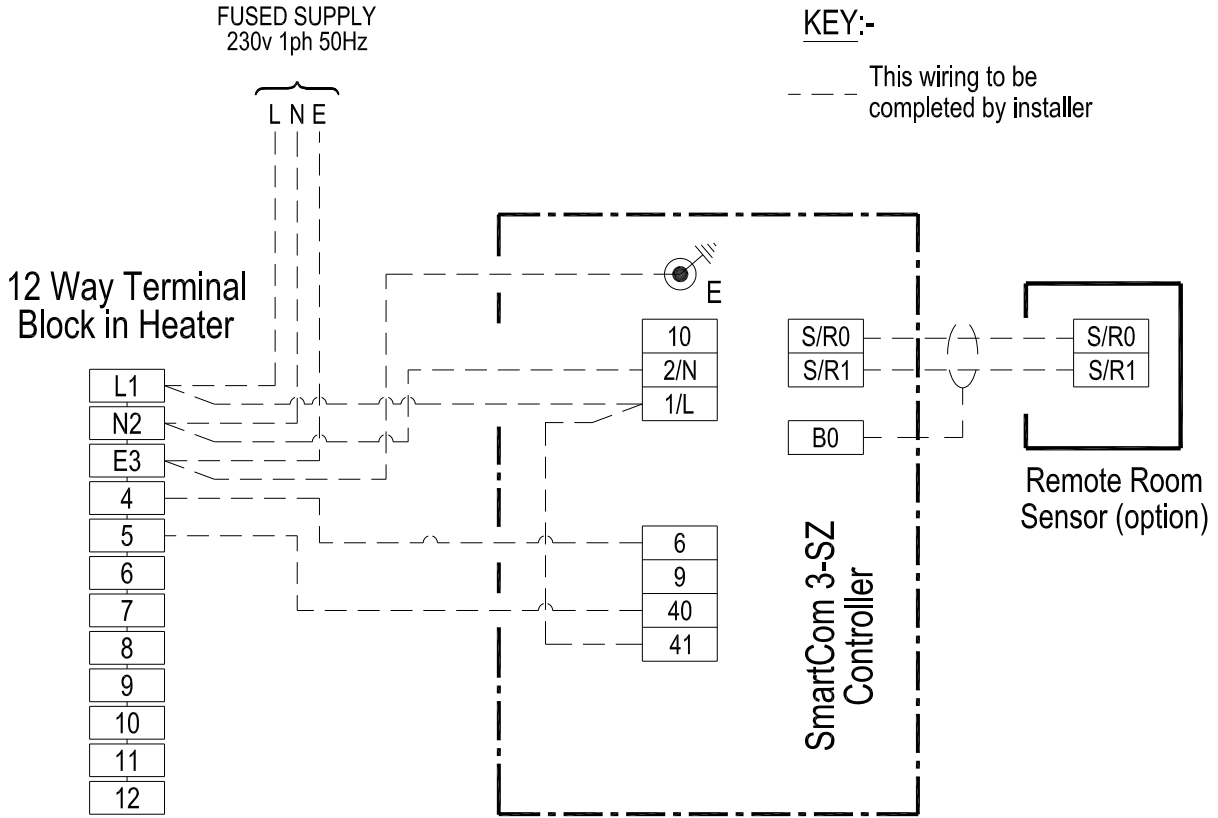 FUSED SUPPLY
230v 1ph 50Hz
L N E
KEY:-
This wiring to be
completed by installer
12 Way Terminal
Block in Heater
L1
N2
E3
4
5
6
7
8
9
10
11
12
E
10
2/N
1/L
6
9
40
41
S/R0
S/R1
B0
SmartCom 3-SZ
Controller
S/R0
S/R1
Remote Room
Sensor (option)